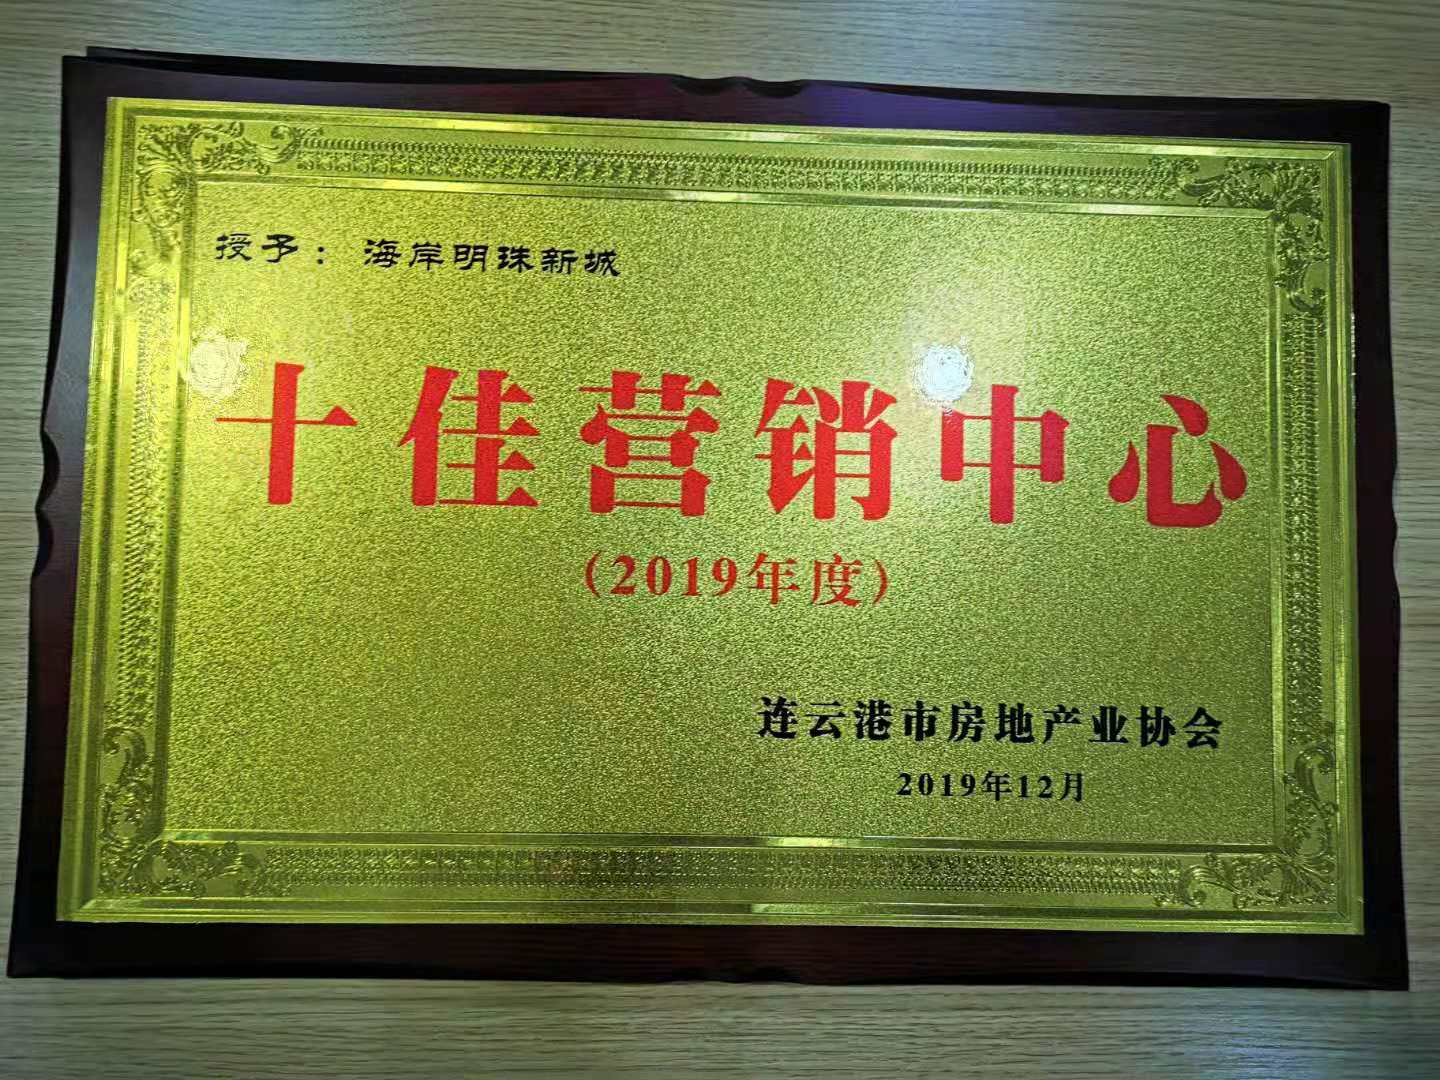 授予：海岸明珠新城
十佳营销中心
（2019年度）
连云港市房地产业协会
2019年12月